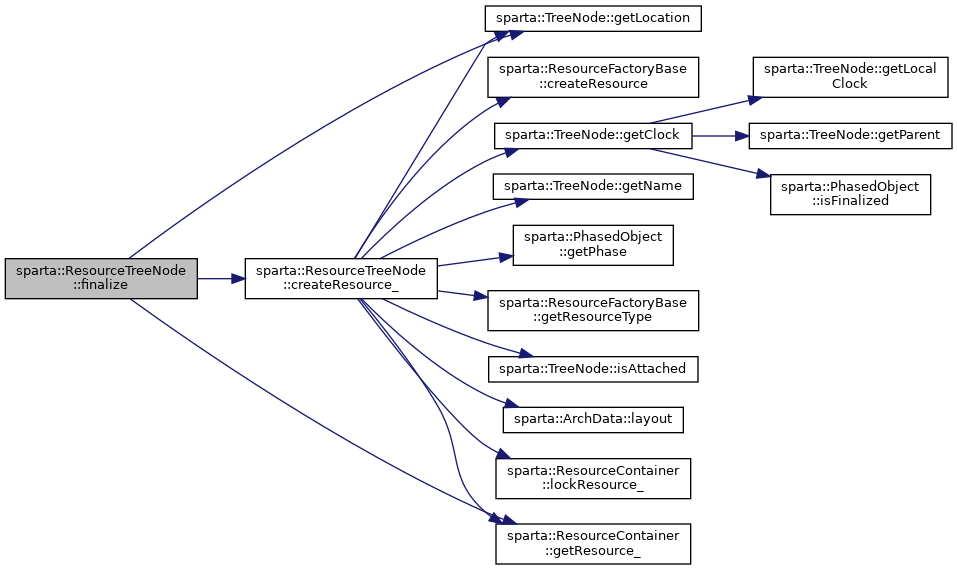 sparta::ResourceTreeNode
::finalize
sparta::ResourceTreeNode
::createResource_
sparta::TreeNode::getLocation
sparta::ResourceFactoryBase
::createResource
sparta::TreeNode::getClock
sparta::TreeNode::getName
sparta::PhasedObject
::getPhase
sparta::ResourceFactoryBase
::getResourceType
sparta::TreeNode::isAttached
sparta::ArchData::layout
sparta::ResourceContainer
::lockResource_
sparta::ResourceContainer
::getResource_
sparta::TreeNode::getLocal
Clock
sparta::TreeNode::getParent
sparta::PhasedObject
::isFinalized